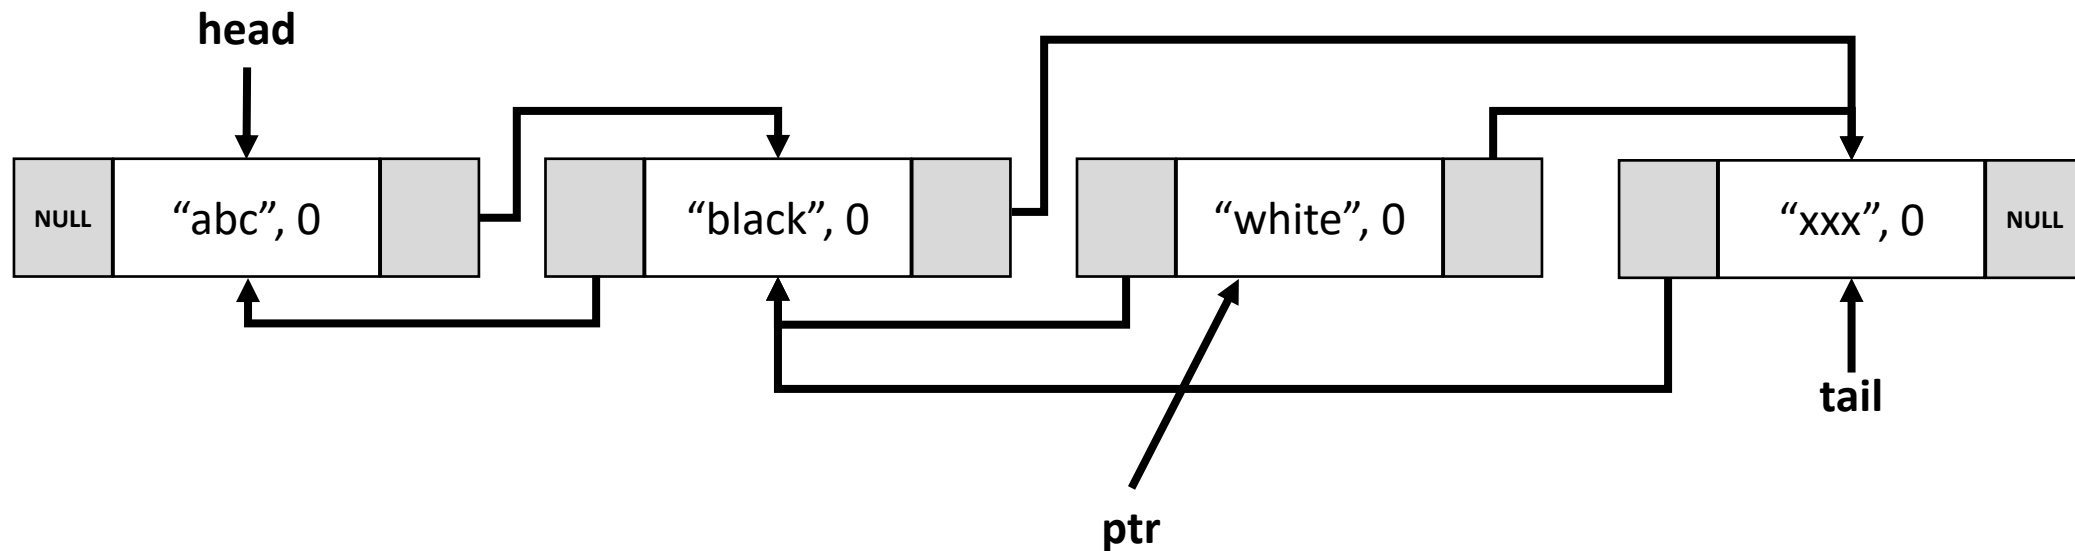 head
NULL
“abc”, 0
“black”, 0
“white”, 0
“xxx”, 0
NULL
tail
ptr